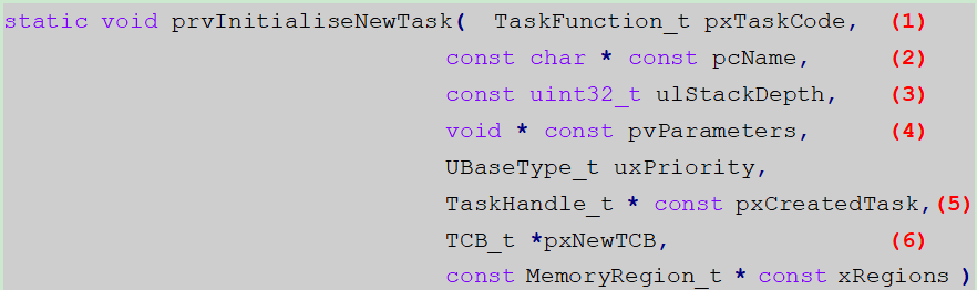 static void prvInitialiseNewTask( TaskFunction_t pxTaskCode, (1)
const char * const pcName, (2)
const uint32_t ulStackDepth, (3)
void * const pvParameters, (4)
UBaseType_t uxPriority,
TaskHandle_t * const pxCreatedTask, (5)
TCB_t *pxNewTCB, (6)
const MemoryRegion_t * const xRegions )